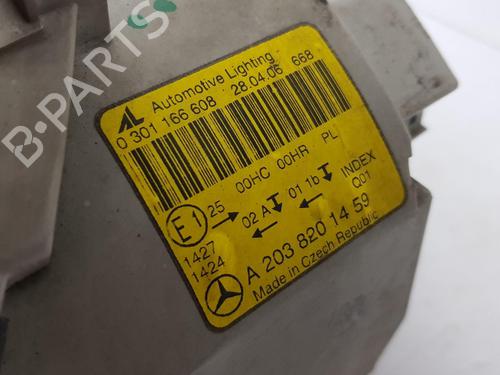 Automotive Lighting
0 301 166 608 28.04.06 668
00HC 00HR PL
E1 25 02 A 01 1b INDEX
Q01
1427
1424
A 203 820 14 59
Made in Czech Republic
B-PARTS